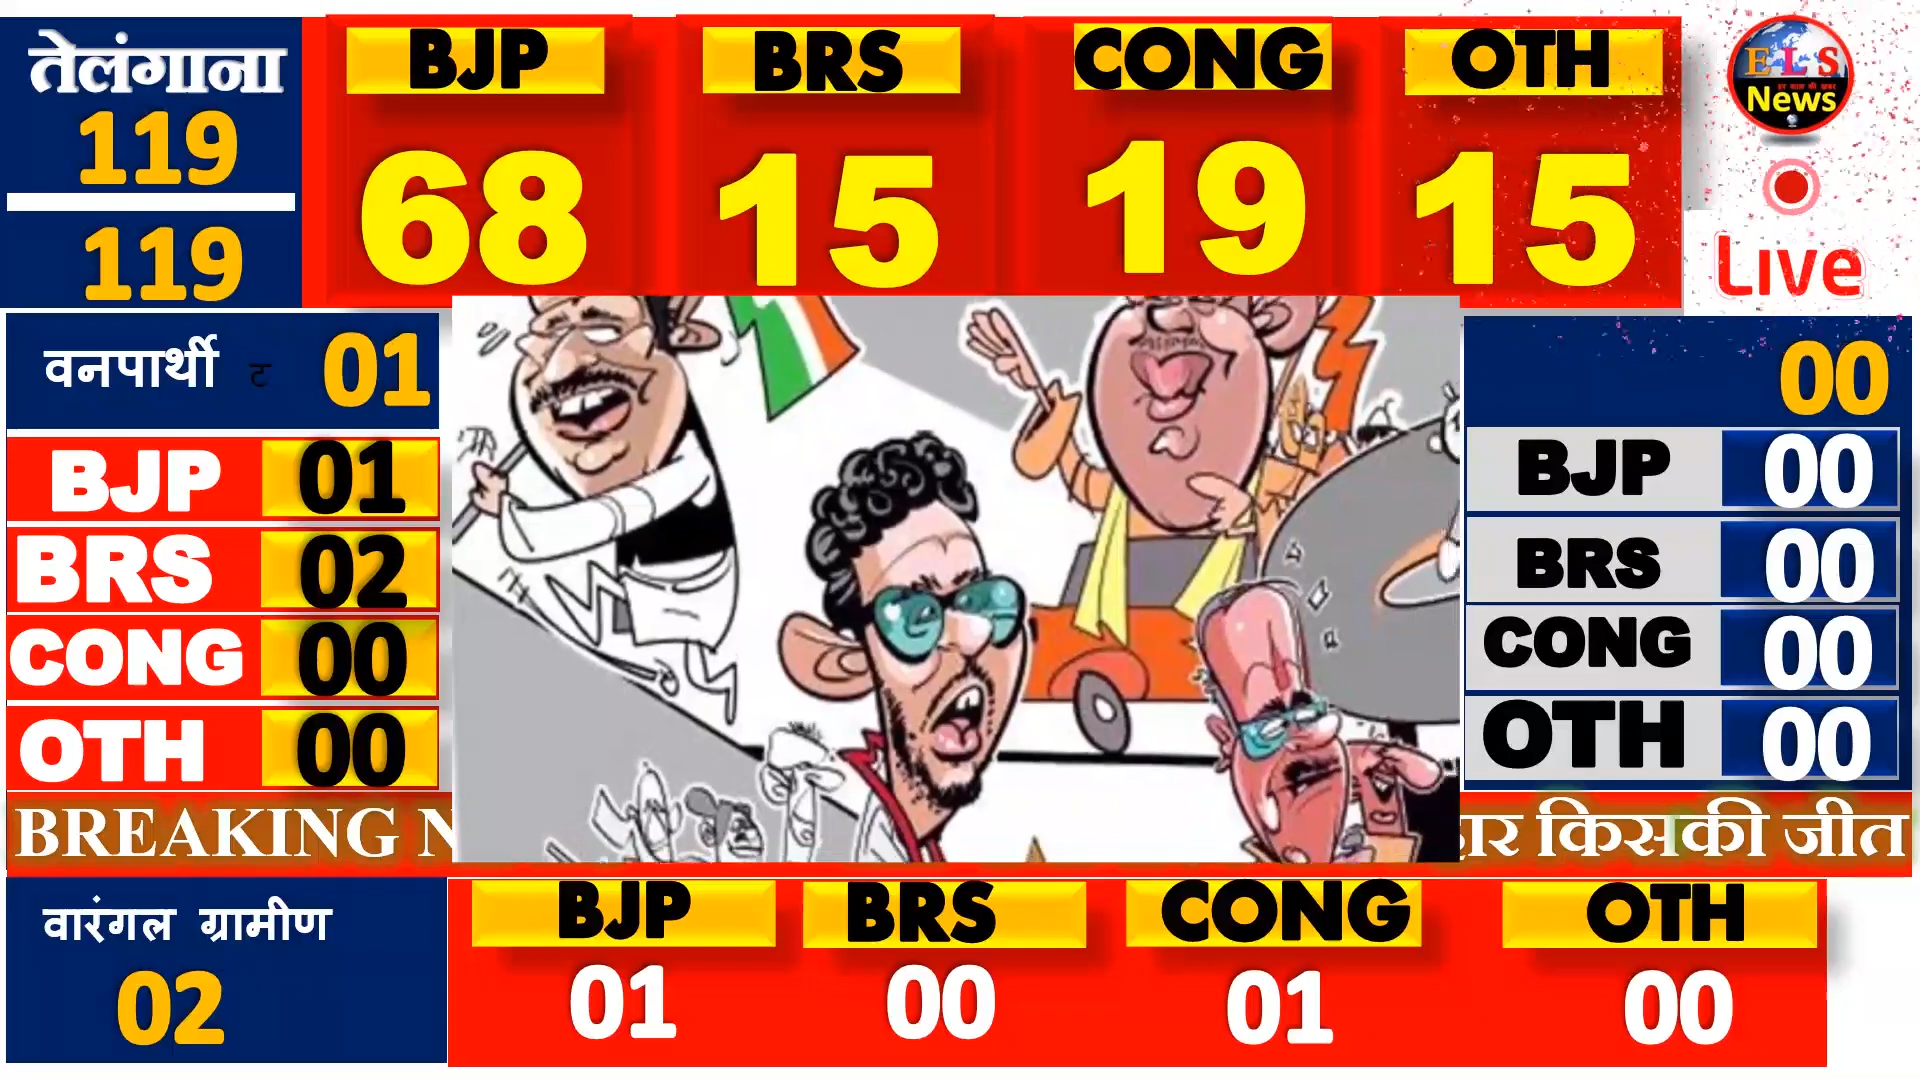 तेलंगाना
119
119
BJP BRS CONG OTH
68 15 19 15
ELS
News
Live
वनपार्थी ट 01
BJP 01
BRS 02
CONG 00
OTH 00
00
BJP 00
BRS 00
CONG 00
OTH 00
BREAKING N
किसकी जीत
वारंगल ग्रामीण
02
BJP BRS CONG OTH
01 00 01 00